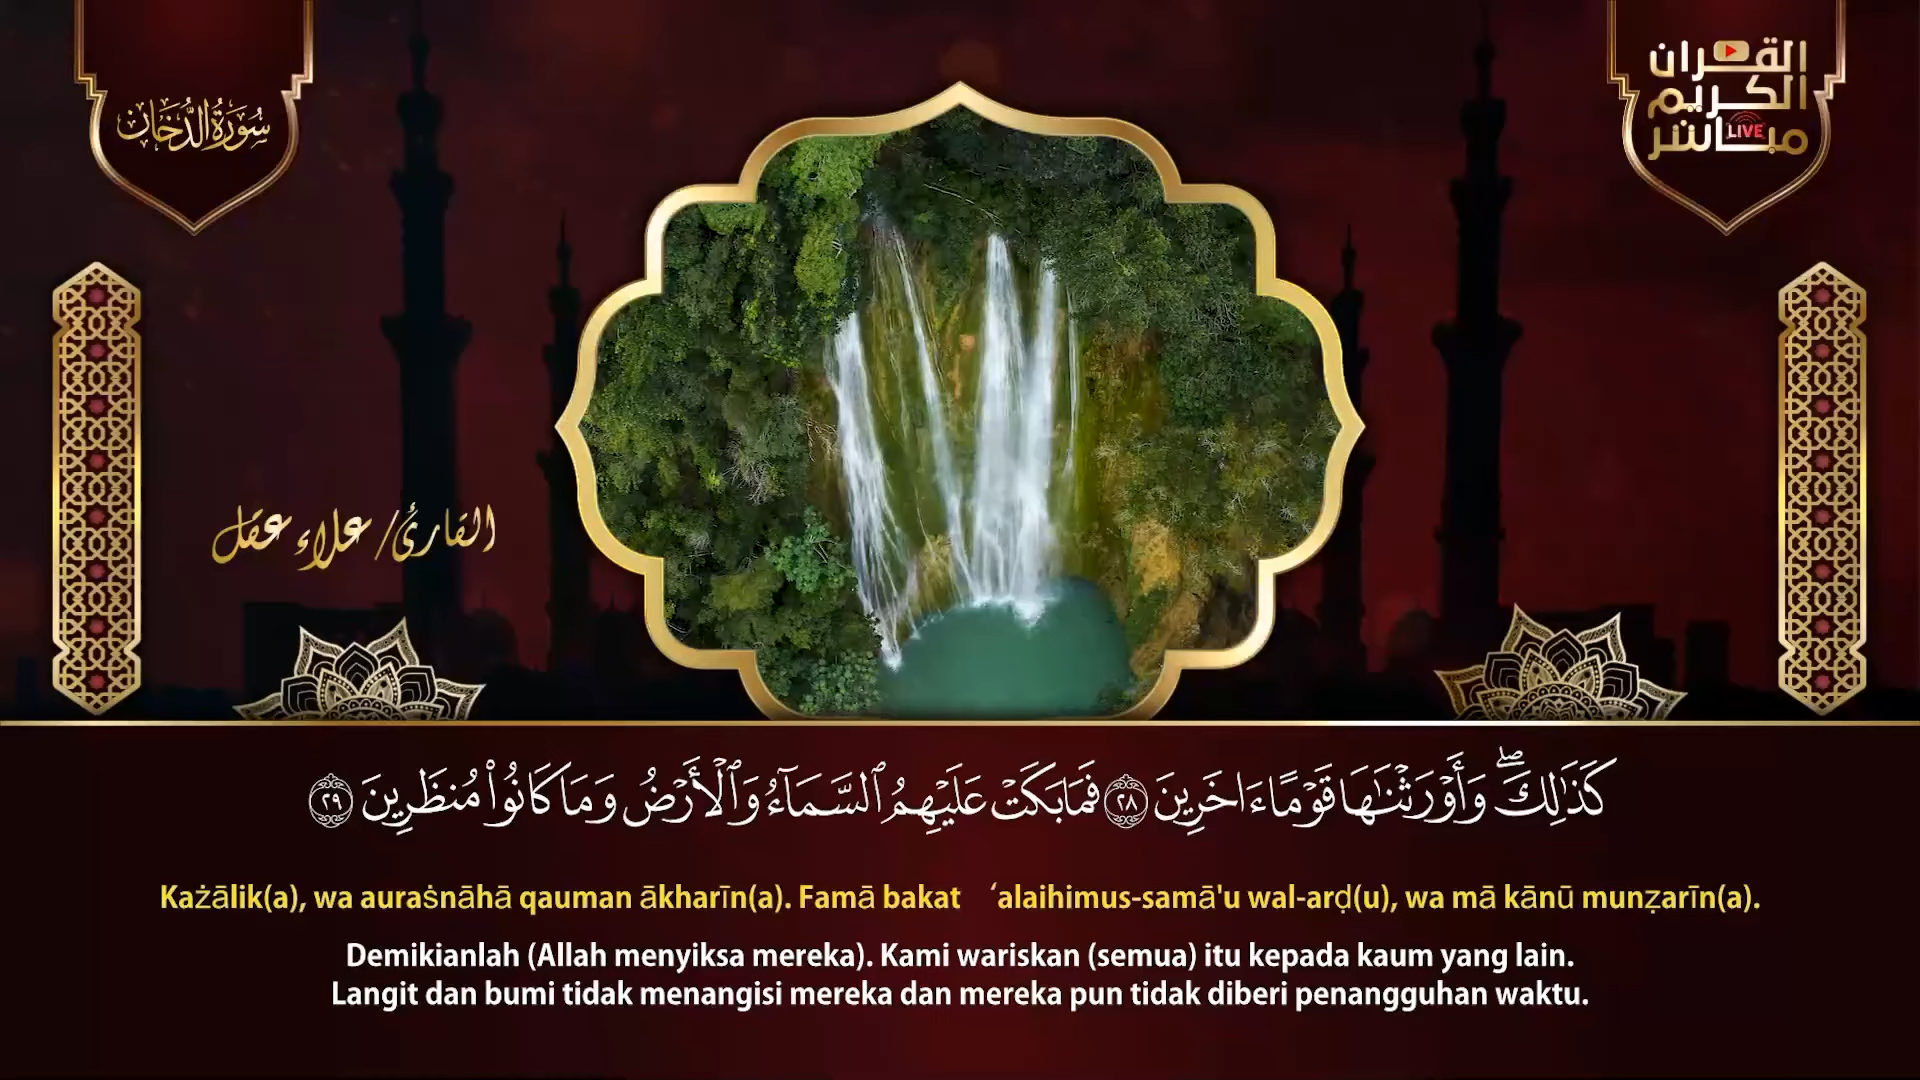 سُورَةُ الدُّخَانِ
القرآن
الكريم
مباشر
LIVE
القارئ/ علاء عقل
كَذَٰلِكَۖ وَأَوْرَثْنَٰهَا قَوْمًا ءَاخَرِينَ ٢٨ فَمَا بَكَتْ عَلَيْهِمُ ٱلسَّمَآءُ وَٱلْأَرْضُ وَمَا كَانُوا۟ مُنظَرِينَ ٢٩
Każālik(a), wa auraṡnāhā qauman ākharīn(a). Famā bakat ‘alaihimus-samā'u wal-arḍ(u), wa mā kānū munẓarīn(a).
Demikianlah (Allah menyiksa mereka). Kami wariskan (semua) itu kepada kaum yang lain.
Langit dan bumi tidak menangisi mereka dan mereka pun tidak diberi penangguhan waktu.